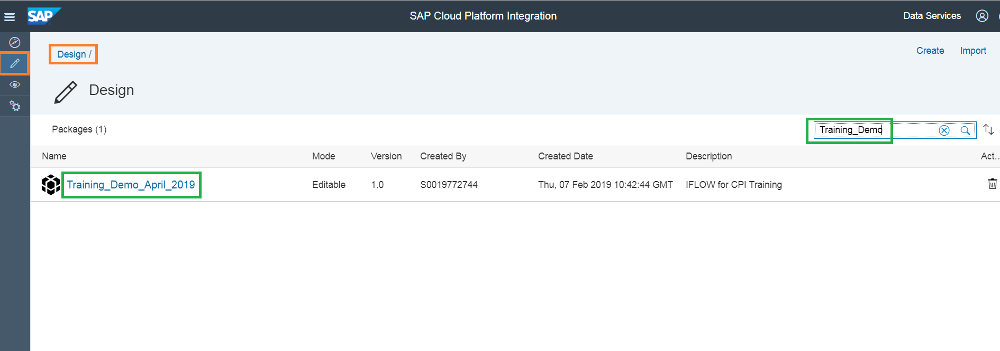 SAP SAP Cloud Platform Integration Data Services
Design / Create Import
Design
Packages (1) Training_Demo
Name Mode Version Created By Created Date Description Act..
Training_Demo_April_2019 Editable 1.0 S0019772744 Thu, 07 Feb 2019 10:42:44 GMT IFLOW for CPI Training